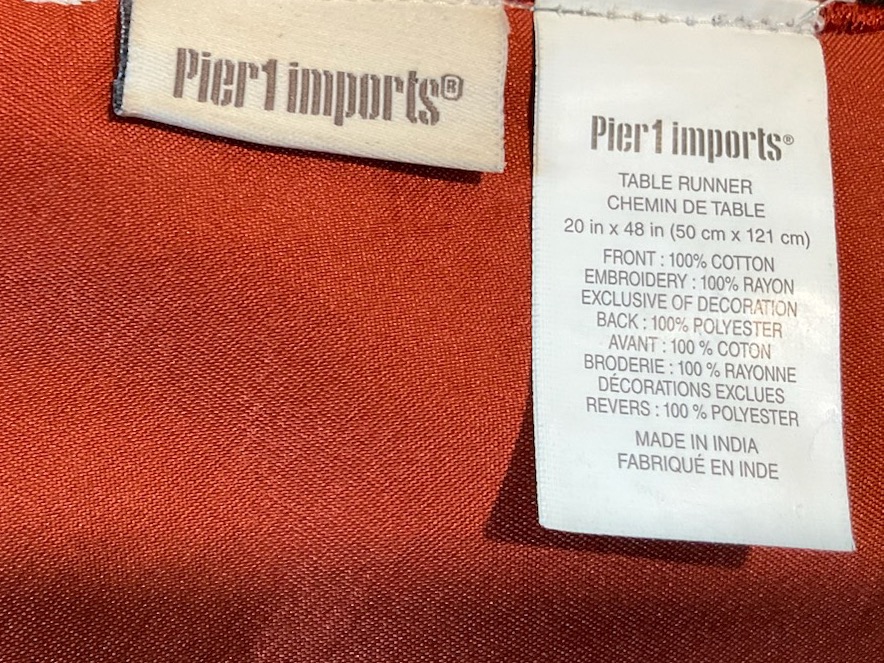 Pier1 imports®
Pier1 imports®
TABLE RUNNER
CHEMIN DE TABLE
20 in x 48 in (50 cm x 121 cm)
FRONT : 100% COTTON
EMBROIDERY : 100% RAYON
EXCLUSIVE OF DECORATION
BACK : 100% POLYESTER
AVANT : 100 % COTON
BRODERIE : 100 % RAYONNE
DÉCORATIONS EXCLUES
REVERS : 100 % POLYESTER
MADE IN INDIA
FABRIQUÉ EN INDE